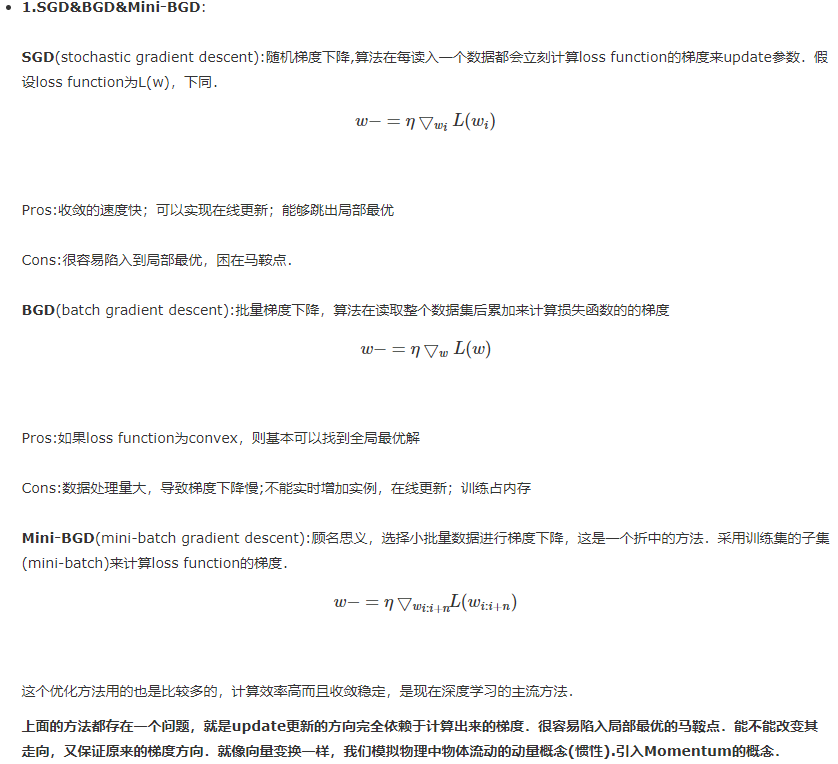 1.SGD&BGD&Mini-BGD:
SGD(stochastic gradient descent):随机梯度下降,算法在每读入一个数据都会立刻计算loss function的梯度来update参数．假
设loss function为L(w)，下同．
w− = η ▽wi L(wi)
Pros:收敛的速度快；可以实现在线更新；能够跳出局部最优
Cons:很容易陷入到局部最优，困在马鞍点．
BGD(batch gradient descent):批量梯度下降，算法在读取整个数据集后累加来计算损失函数的的梯度
w− = η ▽w L(w)
Pros:如果loss function为convex，则基本可以找到全局最优解
Cons:数据处理量大，导致梯度下降慢;不能实时增加实例，在线更新；训练占内存
Mini-BGD(mini-batch gradient descent):顾名思义，选择小批量数据进行梯度下降，这是一个折中的方法．采用训练集的子集
(mini-batch)来计算loss function的梯度．
w− = η ▽wi:i+n L(wi:i+n)
这个优化方法用的也是比较多的，计算效率高而且收敛稳定，是现在深度学习的主流方法．
上面的方法都存在一个问题，就是update更新的方向完全依赖于计算出来的梯度．很容易陷入局部最优的马鞍点．能不能改变其
走向，又保证原来的梯度方向．就像向量变换一样，我们模拟物理中物体流动的动量概念(惯性).引入Momentum的概念．